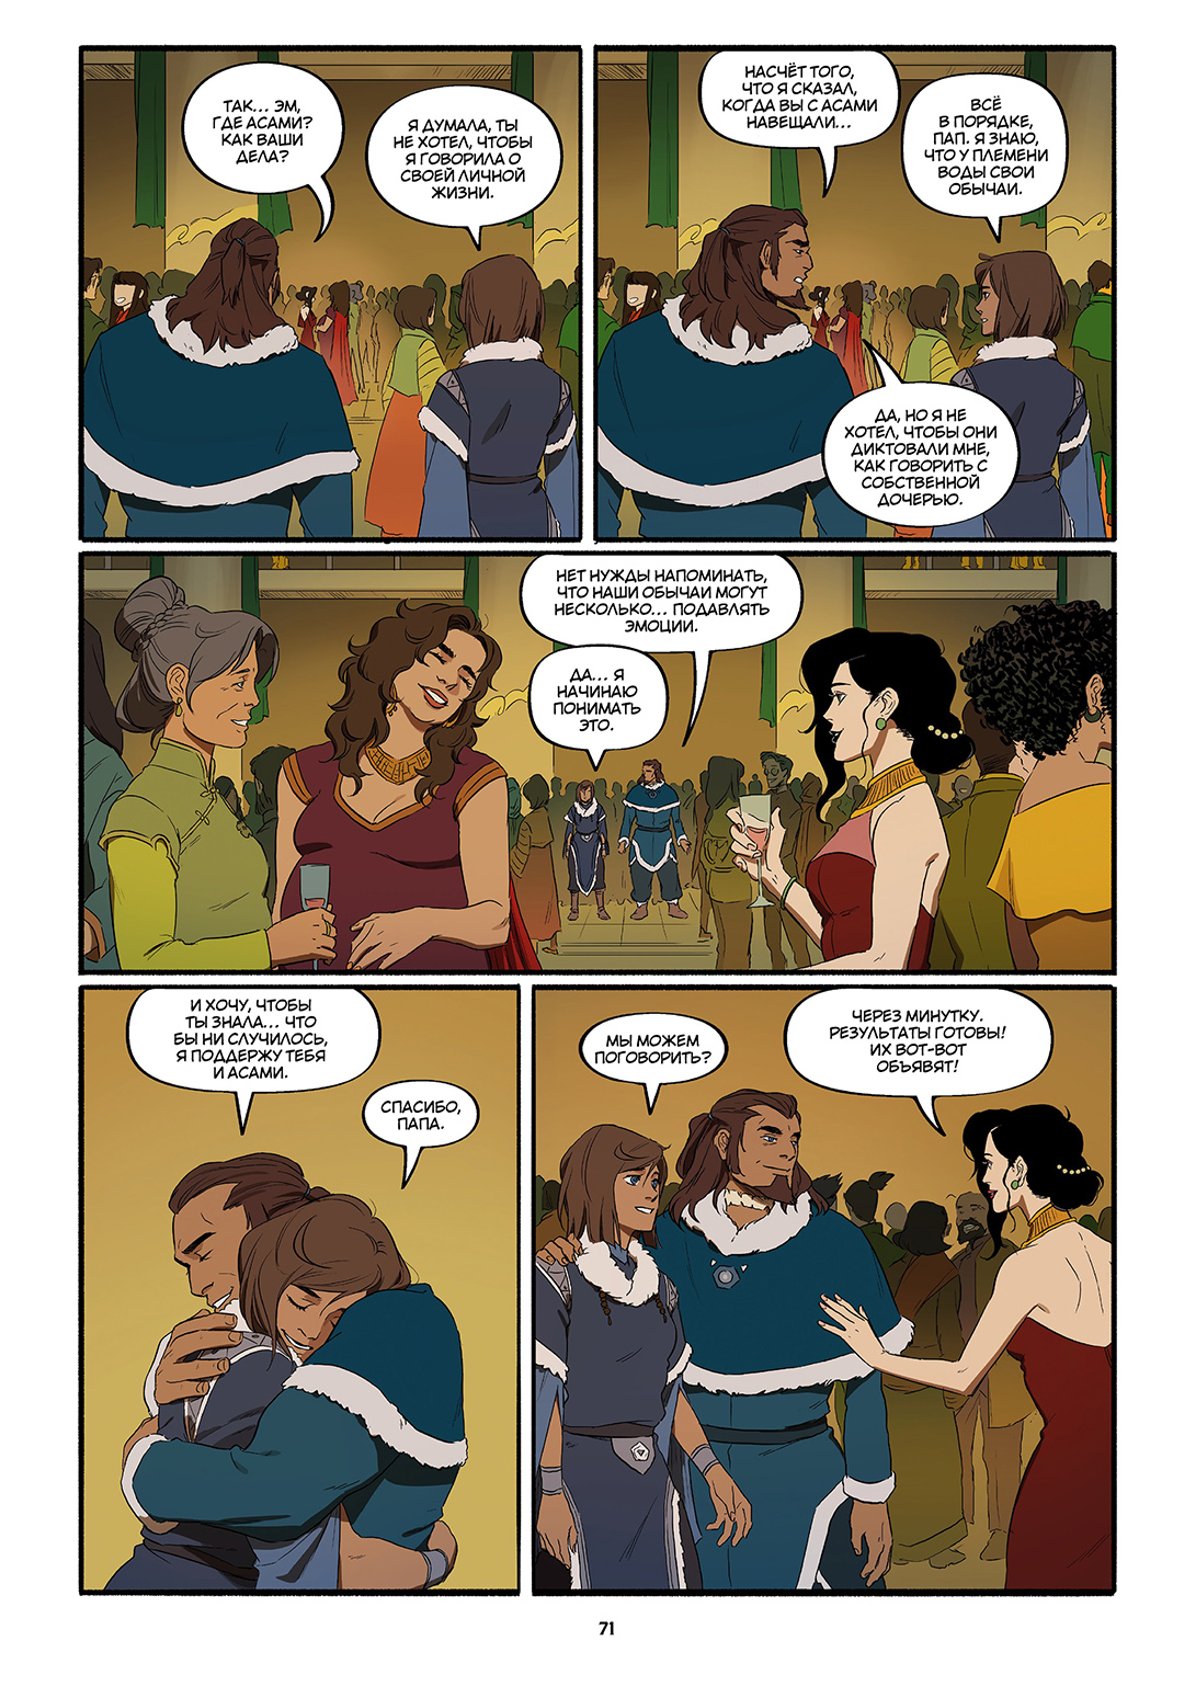 ТАК... ЭМ,
ГДЕ АСАМИ?
КАК ВАШИ
ДЕЛА?
Я ДУМАЛА, ТЫ
НЕ ХОТЕЛ, ЧТОБЫ
Я ГОВОРИЛА О
СВОЕЙ ЛИЧНОЙ
ЖИЗНИ.
НАСЧЁТ ТОГО,
ЧТО Я СКАЗАЛ,
КОГДА ВЫ С АСАМИ
НАВЕЩАЛИ...
ВСЁ
В ПОРЯДКЕ,
ПАП. Я ЗНАЮ,
ЧТО У ПЛЕМЕНИ
ВОДЫ СВОИ
ОБЫЧАИ.
ДА, НО Я НЕ
ХОТЕЛ, ЧТОБЫ ОНИ
ДИКТОВАЛИ МНЕ,
КАК ГОВОРИТЬ С
СОБСТВЕННОЙ
ДОЧЕРЬЮ.
НЕТ НУЖДЫ НАПОМИНАТЬ,
ЧТО НАШИ ОБЫЧАИ МОГУТ
НЕСКОЛЬКО... ПОДАВЛЯТЬ
ЭМОЦИИ.
ДА... Я
НАЧИНАЮ
ПОНИМАТЬ
ЭТО.
И ХОЧУ, ЧТОБЫ
ТЫ ЗНАЛА... ЧТО
БЫ НИ СЛУЧИЛОСЬ,
Я ПОДДЕРЖУ ТЕБЯ
И АСАМИ.
СПАСИБО,
ПАПА.
МЫ МОЖЕМ
ПОГОВОРИТЬ?
ЧЕРЕЗ МИНУТКУ.
РЕЗУЛЬТАТЫ ГОТОВЫ!
ИХ ВОТ-ВОТ
ОБЪЯВЯТ!
71